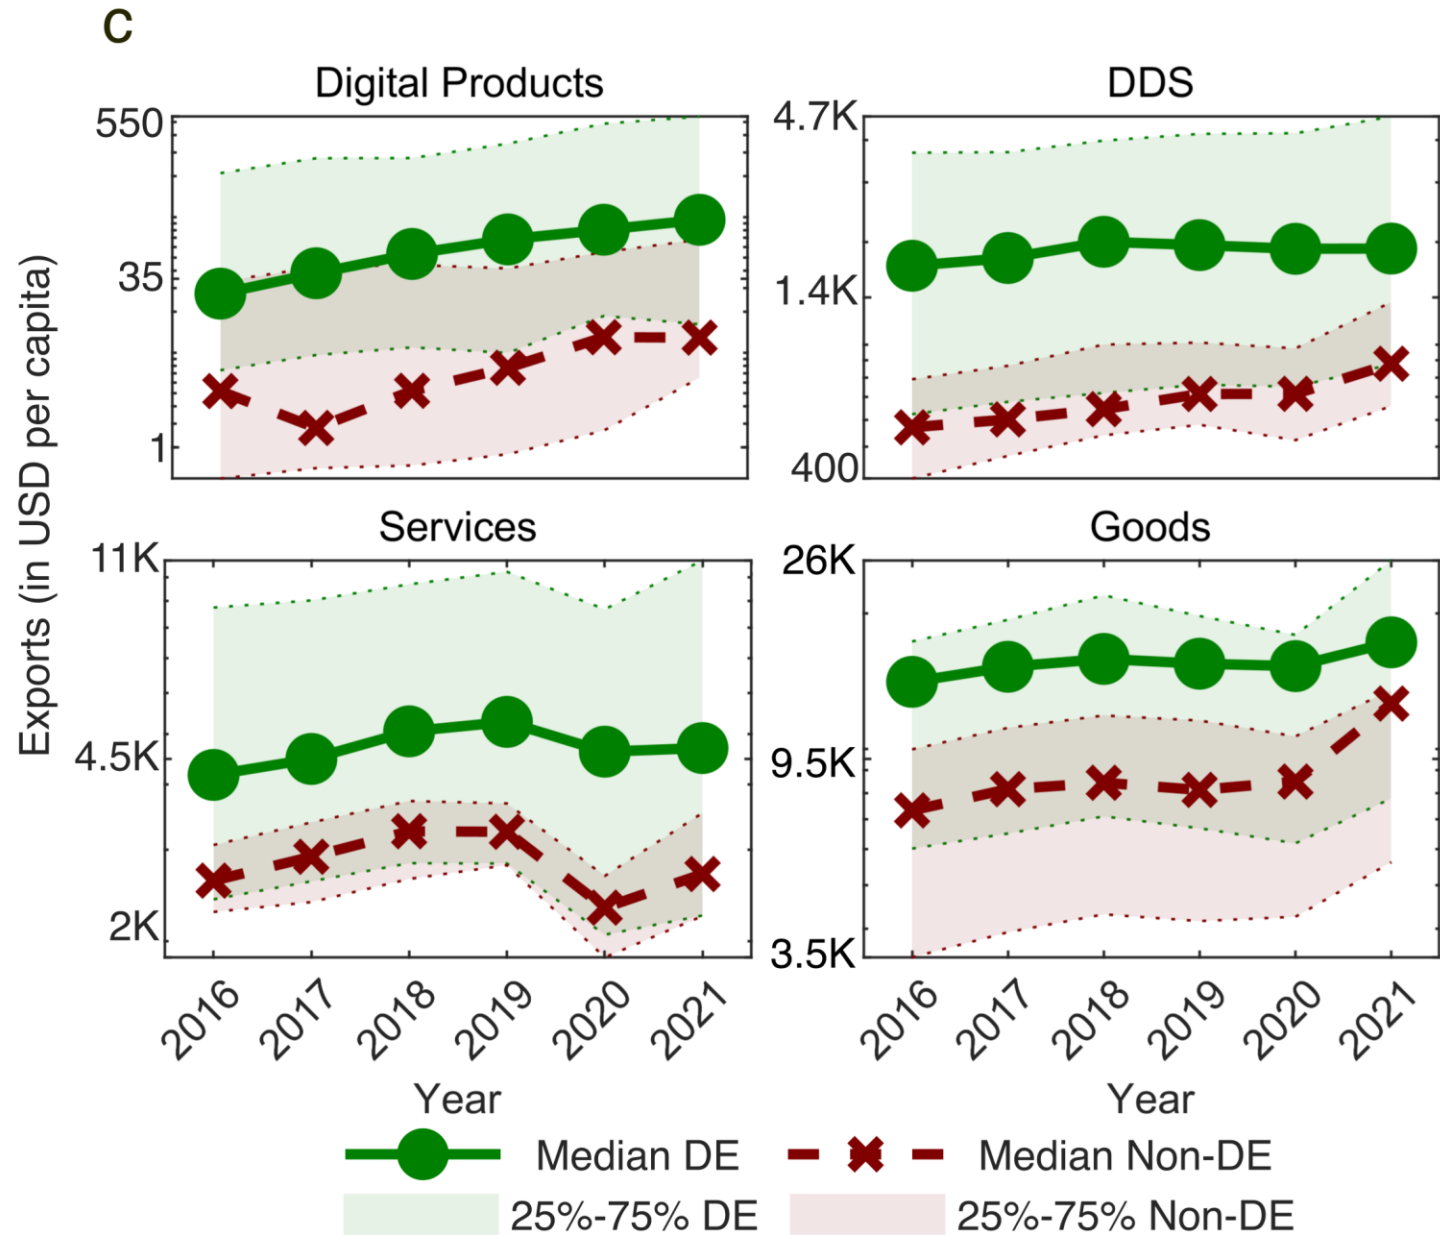 C
Digital Products
DDS
550
35
1
4.7K
1.4K
400
Exports (in USD per capita)
Services
Goods
11K
4.5K
2K
26K
9.5K
3.5K
2016 2017 2018 2019 2020 2021
2016 2017 2018 2019 2020 2021
Year
Year
Median DE
Median Non-DE
25%-75% DE
25%-75% Non-DE